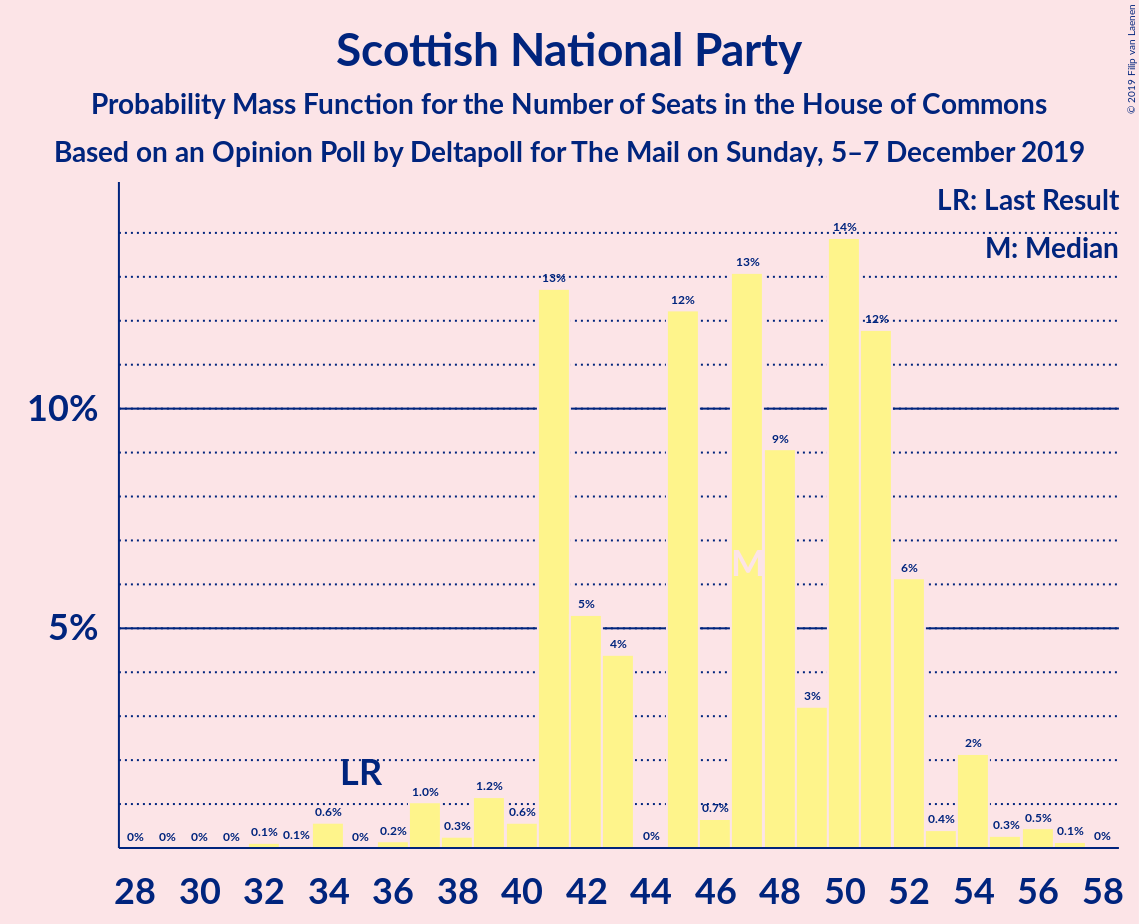 Scottish National Party
Probability Mass Function for the Number of Seats in the House of Commons
Based on an Opinion Poll by Deltapoll for The Mail on Sunday, 5–7 December 2019
© 2019 Filip van Laenen
LR: Last Result
M: Median
10%
5%
0% 0% 0% 0% 0.1% 0.1% 0.6% 0% 0.2% 1.0% 0.3% 1.2% 0.6% 13% 5% 4% 0% 12% 0.7% 13% 9% 3% 14% 12% 6% 0.4% 2% 0.3% 0.5% 0.1% 0%
LR
M
28 30 32 34 36 38 40 42 44 46 48 50 52 54 56 58